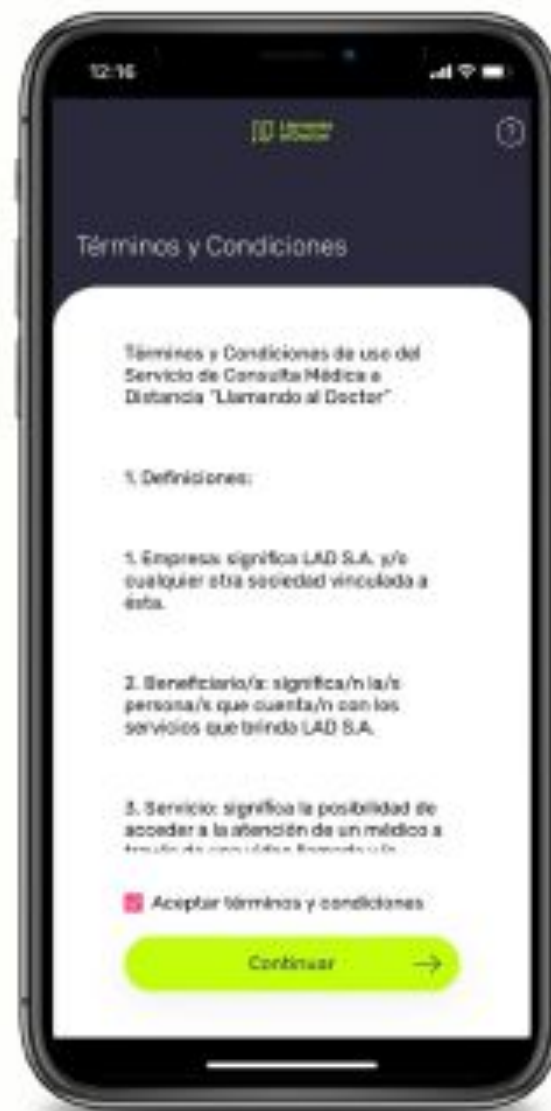 12:16
Términos y Condiciones
Términos y Condiciones de uso del
Servicio de Consulta Médica a
Distancia "Llamando al Doctor"
1. Definiciones:
1. Empresa: significa LAD S.A. y/o
cualquier otra sociedad vinculada a
ésta.
2. Beneficiario/a: significa/n la/s
persona/s que cuenta/n con los
servicios que brinda LAD S.A.
3. Servicio: significa la posibilidad de
acceder a la atención de un médico a
Aceptar términos y condiciones
Continuar